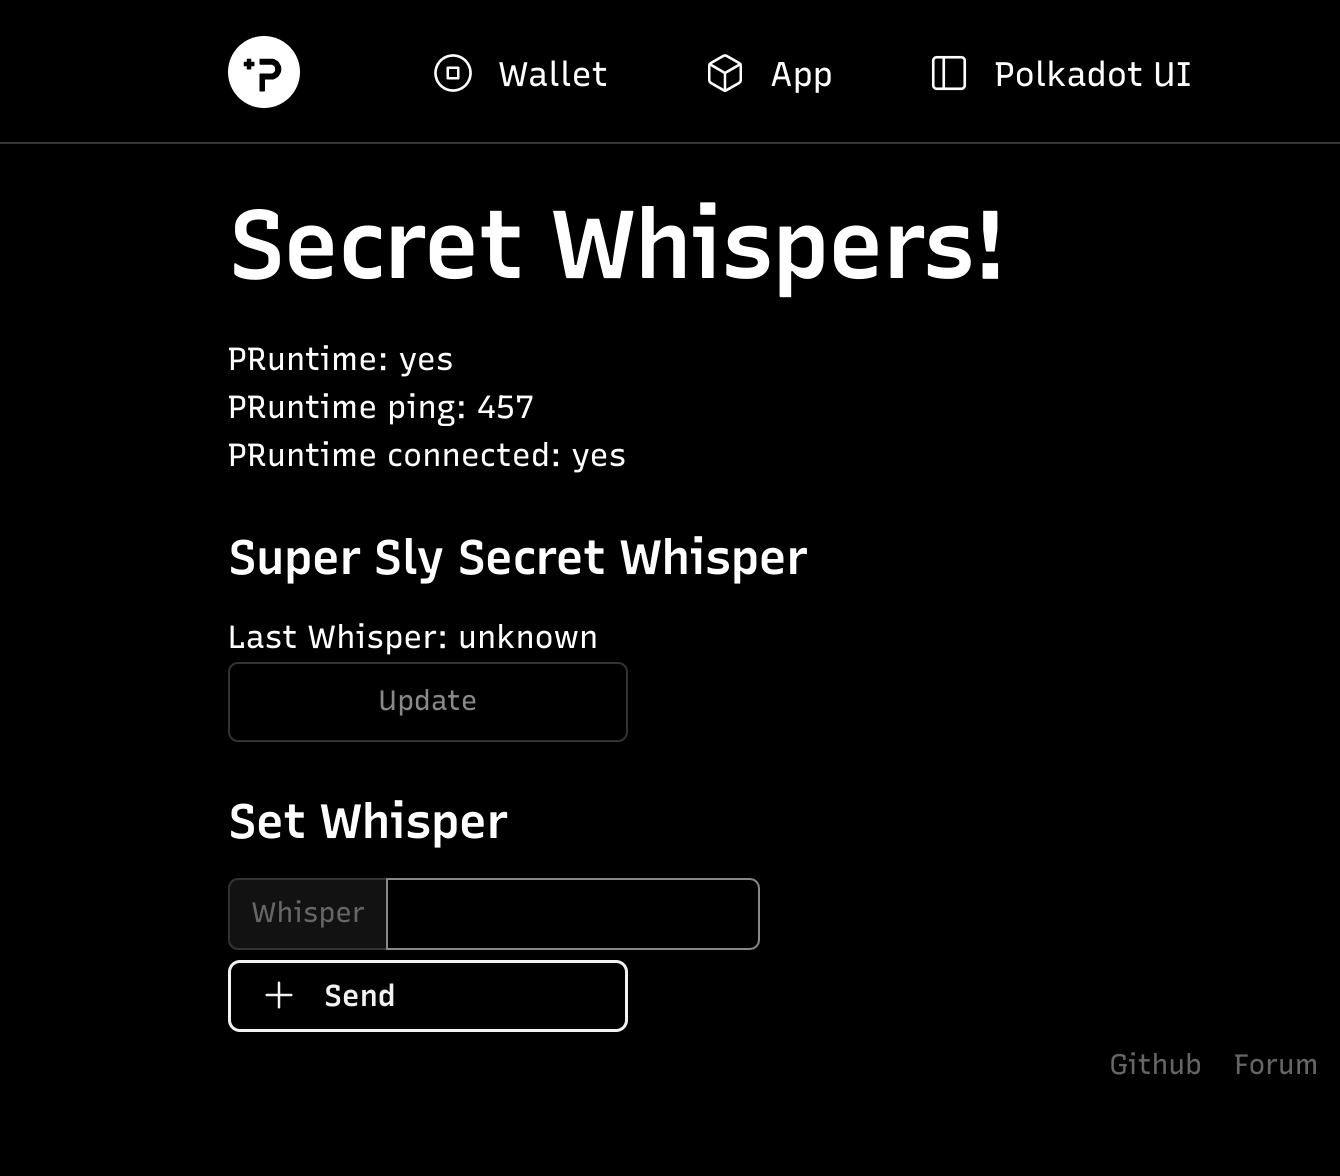 Wallet App Polkadot UI
Secret Whispers!
PRuntime: yes
PRuntime ping: 457
PRuntime connected: yes
Super Sly Secret Whisper
Last Whisper: unknown
Update
Set Whisper
Whisper
Send
Github Forum